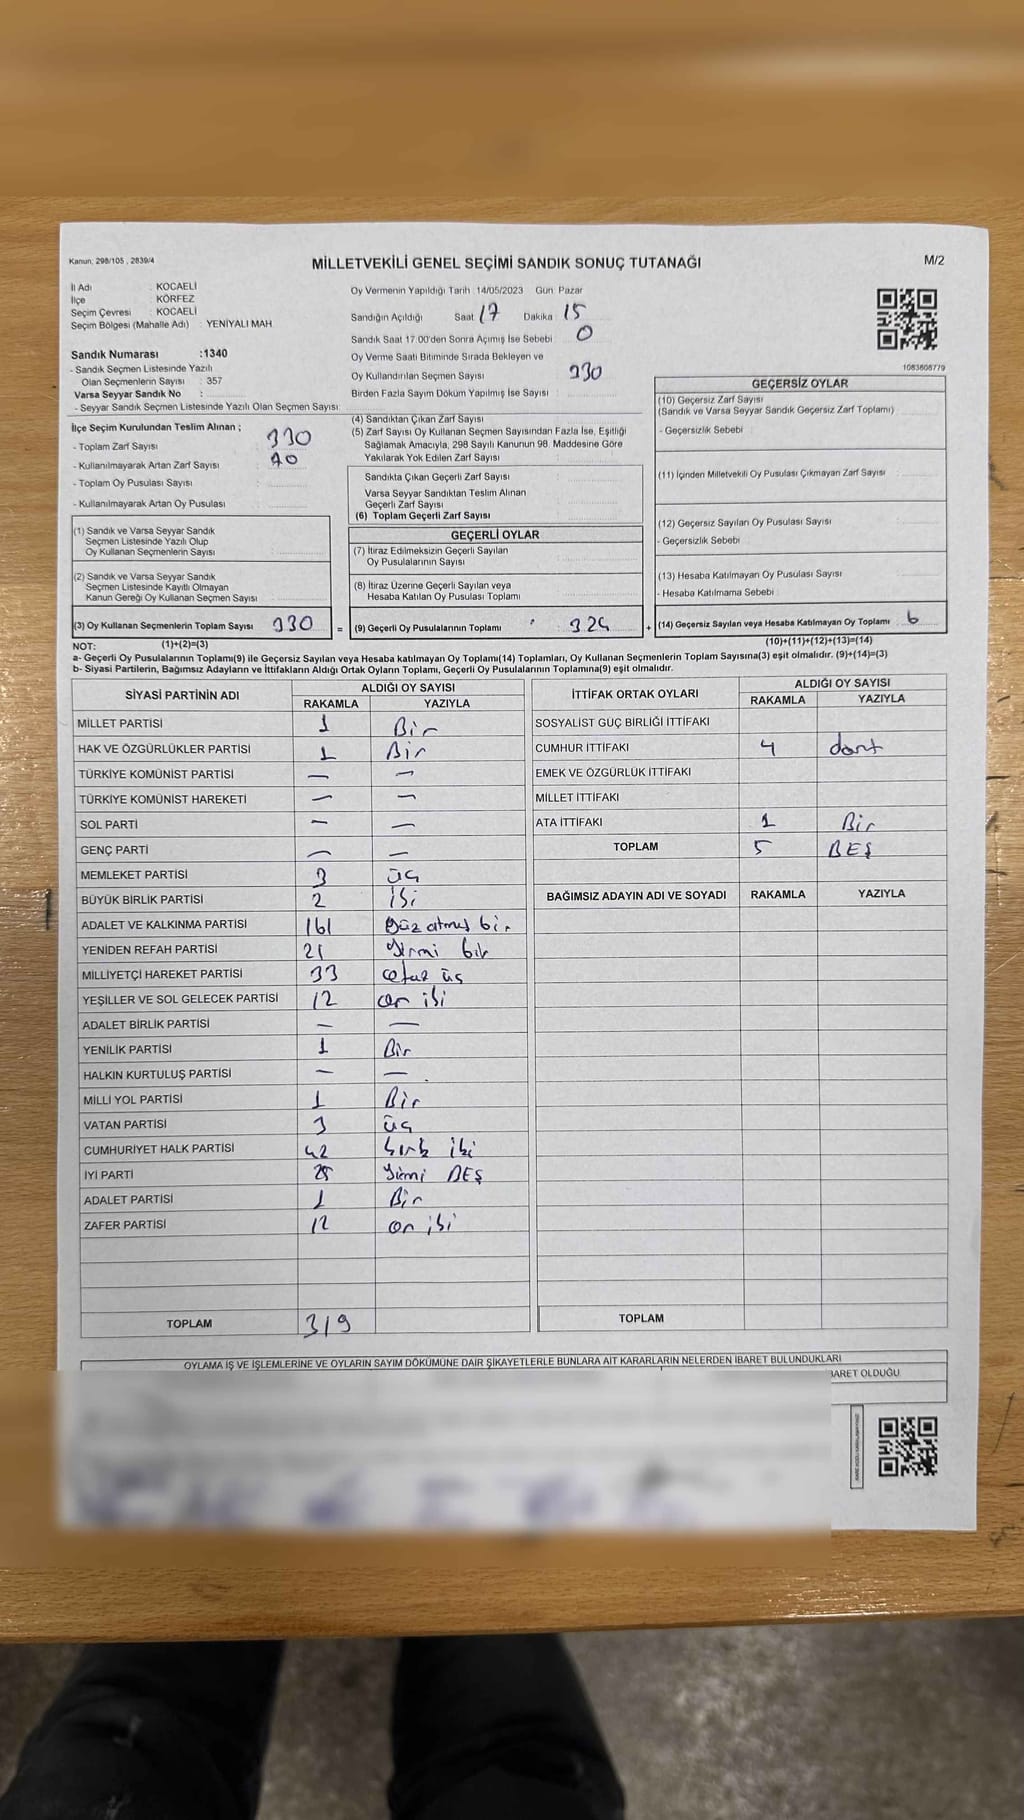 Kanun: 298/105 , 2839/4
MİLLETVEKİLİ GENEL SEÇİMİ SANDIK SONUÇ TUTANAĞI
M/2
İl Adı : KOCAELİ
İlçe : KÖRFEZ
Seçim Çevresi : KOCAELİ
Seçim Bölgesi (Mahalle Adı) : YENİYALI MAH
Sandık Numarası :1340
- Sandık Seçmen Listesinde Yazılı
Olan Seçmenlerin Sayısı : 357
Varsa Seyyar Sandık No :
- Seyyar Sandık Seçmen Listesinde Yazılı Olan Seçmen Sayısı :
Oy Vermenin Yapıldığı Tarih : 14/05/2023 Gün: Pazar
Sandığın Açıldığı Saat 17 Dakika 15
Sandık Saat 17:00'den Sonra Açımış İse Sebebi 0
Oy Verme Saati Bitiminde Sırada Bekleyen ve
Oy Kullandırılan Seçmen Sayısı 330
Birden Fazla Sayım Döküm Yapılmış İse Sayısı
1083608779
İlçe Seçim Kurulundan Teslim Alınan ;
- Toplam Zarf Sayısı : 330
- Kullanılmayarak Artan Zarf Sayısı : 70
- Toplam Oy Pusulası Sayısı :
- Kullanılmayarak Artan Oy Pusulası :
(1) Sandık ve Varsa Seyyar Sandık
Seçmen Listesinde Yazılı Olup
Oy Kullanan Seçmenlerin Sayısı :
(2) Sandık ve Varsa Seyyar Sandık
Seçmen Listesinde Kayıtlı Olmayan
Kanun Gereği Oy Kullanan Seçmen Sayısı :
(3) Oy Kullanan Seçmenlerin Toplam Sayısı 330 =
(4) Sandıktan Çıkan Zarf Sayısı
(5) Zarf Sayısı Oy Kullanan Seçmen Sayısından Fazla İse, Eşitliği
Sağlamak Amacıyla, 298 Sayılı Kanunun 98. Maddesine Göre
Yakılarak Yok Edilen Zarf Sayısı
Sandıkta Çıkan Geçerli Zarf Sayısı
Varsa Seyyar Sandıktan Teslim Alınan
Geçerli Zarf Sayısı
(6) Toplam Geçerli Zarf Sayısı
GEÇERLİ OYLAR
(7) İtiraz Edilmeksizin Geçerli Sayılan
Oy Pusulalarının Sayısı
(8) İtiraz Üzerine Geçerli Sayılan veya
Hesaba Katılan Oy Pusulası Toplamı
(9) Geçerli Oy Pusulalarının Toplamı : 324 +
GEÇERSİZ OYLAR
(10) Geçersiz Zarf Sayısı
(Sandık ve Varsa Seyyar Sandık Geçersiz Zarf Toplamı)
- Geçersizlik Sebebi
(11) İçinden Milletvekili Oy Pusulası Çıkmayan Zarf Sayısı
(12) Geçersiz Sayılan Oy Pusulası Sayısı
- Geçersizlik Sebebi
(13) Hesaba Katılmayan Oy Pusulası Sayısı
- Hesaba Katılmama Sebebi
(14) Geçersiz Sayılan veya Hesaba Katılmayan Oy Toplamı 6
NOT: (1)+(2)=(3) (10)+(11)+(12)+(13)=(14)
a- Geçerli Oy Pusulalarının Toplamı(9) ile Geçersiz Sayılan veya Hesaba katılmayan Oy Toplamı(14) Toplamları, Oy Kullanan Seçmenlerin Toplam Sayısına(3) eşit olmalıdır. (9)+(14)=(3)
b- Siyasi Partilerin, Bağımsız Adayların ve İttifakların Aldığı Ortak Oyların Toplamı, Geçerli Oy Pusulalarının Toplamına(9) eşit olmalıdır.
SİYASİ PARTİNİN ADI ALDIĞI OY SAYISI
RAKAMLA YAZIYLA
MİLLET PARTİSİ 1 Bir
HAK VE ÖZGÜRLÜKLER PARTİSİ 1 Bir
TÜRKİYE KOMÜNİST PARTİSİ — —
TÜRKİYE KOMÜNİST HAREKETİ — —
SOL PARTİ — —
GENÇ PARTİ — —
MEMLEKET PARTİSİ 3 üç
BÜYÜK BİRLİK PARTİSİ 2 iki
ADALET VE KALKINMA PARTİSİ 161 yüz atmış bir
YENİDEN REFAH PARTİSİ 21 yirmi bir
MİLLİYETÇİ HAREKET PARTİSİ 33 otuz üç
YEŞİLLER VE SOL GELECEK PARTİSİ 12 on iki
ADALET BİRLİK PARTİSİ — —
YENİLİK PARTİSİ 1 Bir
HALKIN KURTULUŞ PARTİSİ — —
MİLLİ YOL PARTİSİ 1 Bir
VATAN PARTİSİ 3 üç
CUMHURİYET HALK PARTİSİ 42 kırk iki
İYİ PARTİ 25 yirmi BEŞ
ADALET PARTİSİ 1 Bir
ZAFER PARTİSİ 12 on iki
TOPLAM 319
İTTİFAK ORTAK OYLARI ALDIĞI OY SAYISI
RAKAMLA YAZIYLA
SOSYALİST GÜÇ BİRLİĞİ İTTİFAKI
CUMHUR İTTİFAKI 4 dört
EMEK VE ÖZGÜRLÜK İTTİFAKI
MİLLET İTTİFAKI
ATA İTTİFAKI 1 Bir
TOPLAM 5 BEŞ
BAĞIMSIZ ADAYIN ADI VE SOYADI RAKAMLA YAZIYLA
TOPLAM
OYLAMA İŞ VE İŞLEMLERİNE VE OYLARIN SAYIM DÖKÜMÜNE DAİR ŞİKAYETLERLE BUNLARA AİT KARARLARIN NELERDEN İBARET BULUNDUKLARI
BARET OLDUĞU